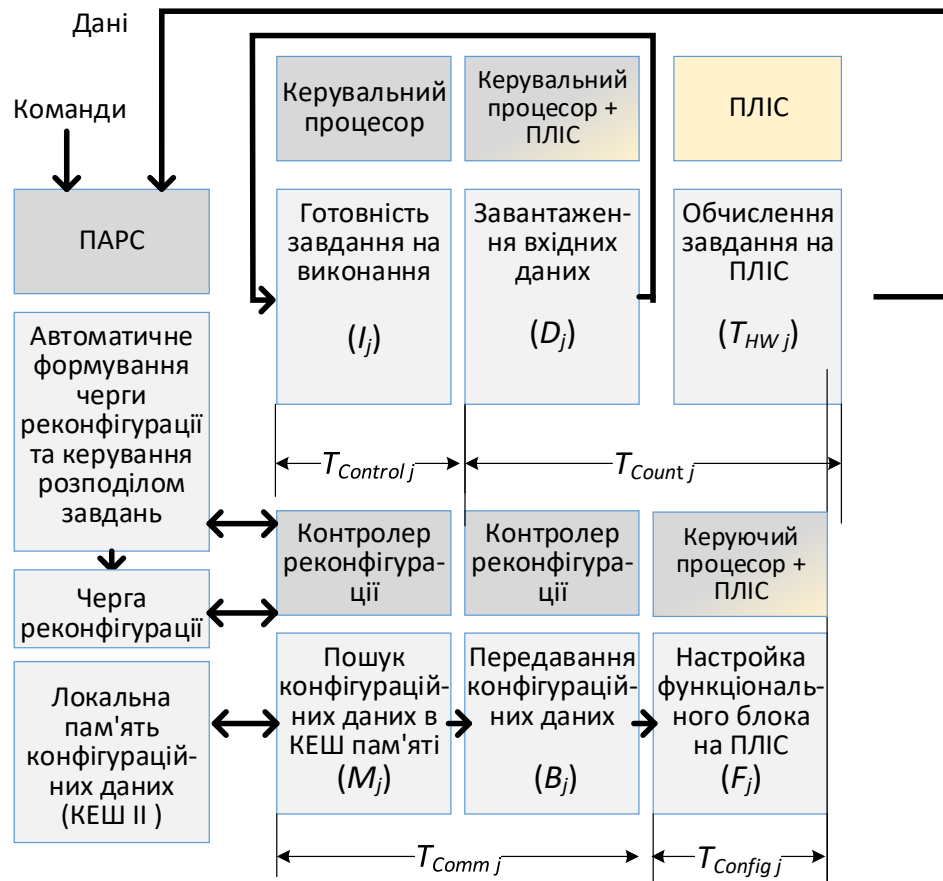 Дані
Команди
ПАРС
Автоматичне
формування
черги
реконфігурації
та керування
розподілом
завдань
Черга
реконфігурації
Локальна
пам'ять
конфігурацій-
них даних
(КЕШ II )
Керувальний
процесор
Керувальний
процесор +
ПЛІС
ПЛІС
Готовність
завдання на
виконання
(Ij)
Завантажен-
ня вхідних
даних
(Dj)
Обчислення
завдання на
ПЛІС
(THW j)
TControl j
TCount j
Контролер
реконфігура-
ції
Контролер
реконфігура-
ції
Керуючий
процесор +
ПЛІС
Пошук
конфігурацій-
них даних в
КЕШ пам'яті
(Mj)
Передавання
конфігурацій-
них даних
(Bj)
Настройка
функціональ-
ного блока
на ПЛІС
(Fj)
TComm j
TConfig j